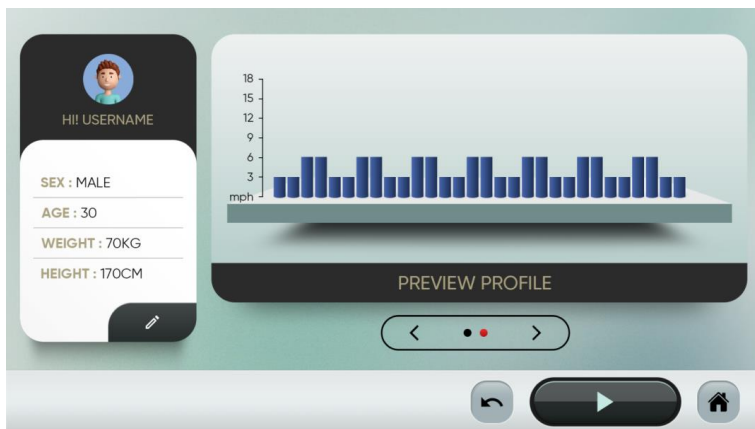 HI! USERNAME
SEX : MALE
AGE : 30
WEIGHT : 70KG
HEIGHT : 170CM
18
15
12
9
6
3
mph
PREVIEW PROFILE